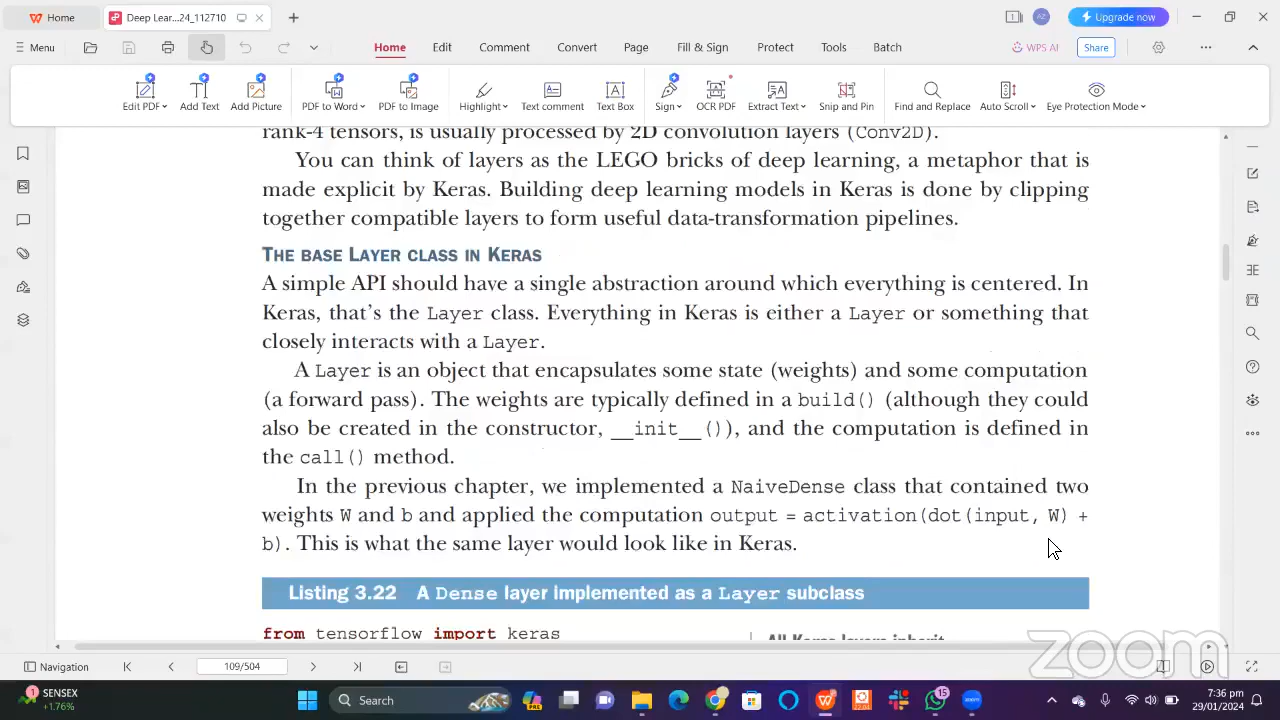 Home
Deep Lear...24_112710
AZ
Upgrade now
Menu
Home Edit Comment Convert Page Fill & Sign Protect Tools Batch
WPS AI
Share
Edit PDF Add Text Add Picture PDF to Word PDF to Image Highlight Text comment Text Box Sign OCR PDF Extract Text Snip and Pin Find and Replace Auto Scroll Eye Protection Mode
rank-4 tensors, is usually processed by 2D convolution layers (Conv2D).
You can think of layers as the LEGO bricks of deep learning, a metaphor that is
made explicit by Keras. Building deep learning models in Keras is done by clipping
together compatible layers to form useful data-transformation pipelines.
THE BASE LAYER CLASS IN KERAS
A simple API should have a single abstraction around which everything is centered. In
Keras, that's the Layer class. Everything in Keras is either a Layer or something that
closely interacts with a Layer.
A Layer is an object that encapsulates some state (weights) and some computation
(a forward pass). The weights are typically defined in a build() (although they could
also be created in the constructor, __init__()), and the computation is defined in
the call() method.
In the previous chapter, we implemented a NaiveDense class that contained two
weights W and b and applied the computation output = activation(dot(input, W) +
b). This is what the same layer would look like in Keras.
Listing 3.22 A Dense layer implemented as a Layer subclass
from tensorflow import keras
All Keras layers inherit
zoom
Navigation
109/504
SENSEX
+1.76%
Search
PRE
15
7:36 pm
29/01/2024